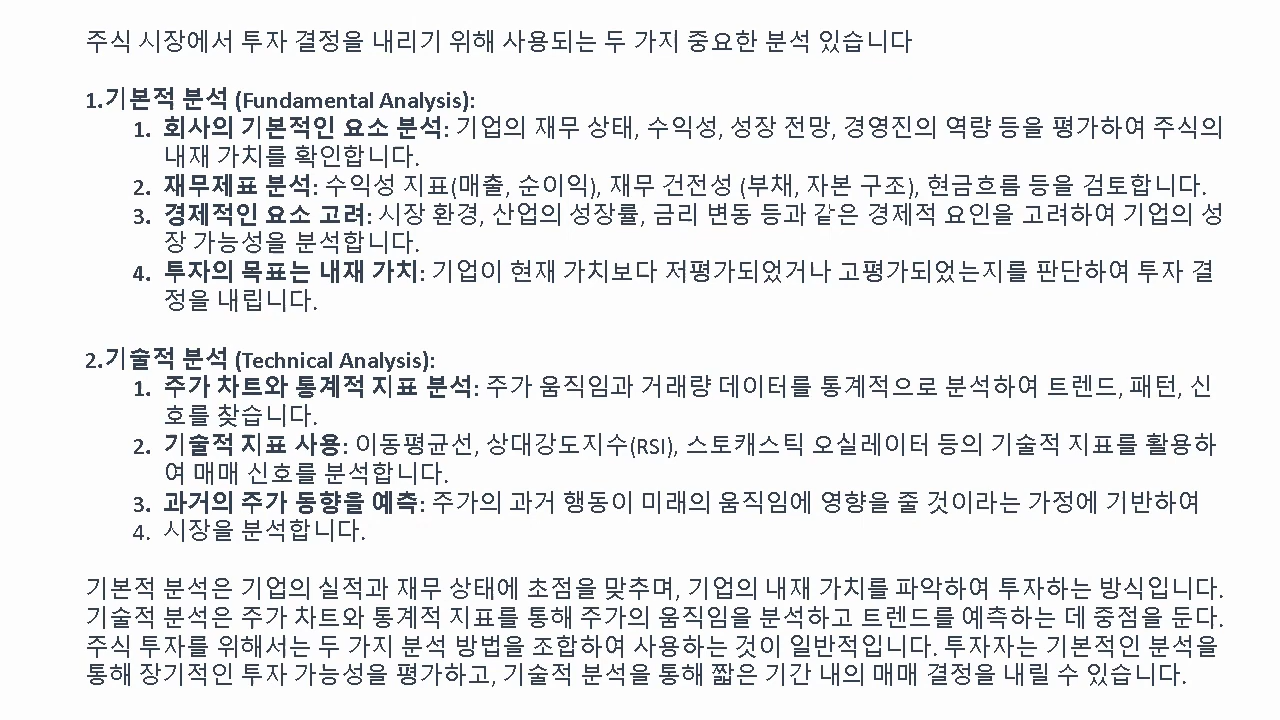 주식 시장에서 투자 결정을 내리기 위해 사용되는 두 가지 중요한 분석 있습니다
1.기본적 분석 (Fundamental Analysis):
1. 회사의 기본적인 요소 분석: 기업의 재무 상태, 수익성, 성장 전망, 경영진의 역량 등을 평가하여 주식의
내재 가치를 확인합니다.
2. 재무제표 분석: 수익성 지표(매출, 순이익), 재무 건전성 (부채, 자본 구조), 현금흐름 등을 검토합니다.
3. 경제적인 요소 고려: 시장 환경, 산업의 성장률, 금리 변동 등과 같은 경제적 요인을 고려하여 기업의 성
장 가능성을 분석합니다.
4. 투자의 목표는 내재 가치: 기업이 현재 가치보다 저평가되었거나 고평가되었는지를 판단하여 투자 결
정을 내립니다.
2.기술적 분석 (Technical Analysis):
1. 주가 차트와 통계적 지표 분석: 주가 움직임과 거래량 데이터를 통계적으로 분석하여 트렌드, 패턴, 신
호를 찾습니다.
2. 기술적 지표 사용: 이동평균선, 상대강도지수(RSI), 스토캐스틱 오실레이터 등의 기술적 지표를 활용하
여 매매 신호를 분석합니다.
3. 과거의 주가 동향을 예측: 주가의 과거 행동이 미래의 움직임에 영향을 줄 것이라는 가정에 기반하여
4. 시장을 분석합니다.
기본적 분석은 기업의 실적과 재무 상태에 초점을 맞추며, 기업의 내재 가치를 파악하여 투자하는 방식입니다.
기술적 분석은 주가 차트와 통계적 지표를 통해 주가의 움직임을 분석하고 트렌드를 예측하는 데 중점을 둔다.
주식 투자를 위해서는 두 가지 분석 방법을 조합하여 사용하는 것이 일반적입니다. 투자자는 기본적인 분석을
통해 장기적인 투자 가능성을 평가하고, 기술적 분석을 통해 짧은 기간 내의 매매 결정을 내릴 수 있습니다.